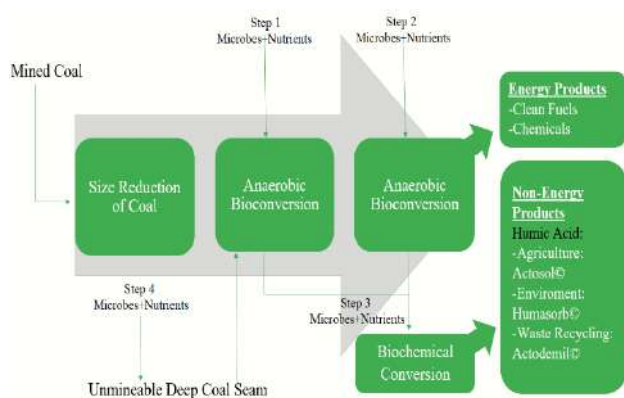 Step 1
Microbes+Nutrients
Step 2
Microbes+Nutrients
Mined Coal
Size Reduction
of Coal
Anaerobic
Bioconversion
Anaerobic
Bioconversion
Energy Products
-Clean Fuels
-Chemicals
Non-Energy
Products
Humic Acid:
-Agriculture:
Actosol©
-Enviroment:
Humasorb©
-Waste Recycling:
Actodemil©
Step 4
Microbes+Nutrients
Step 3
Microbes+Nutrients
Biochemical
Conversion
Unmineable Deep Coal Seam